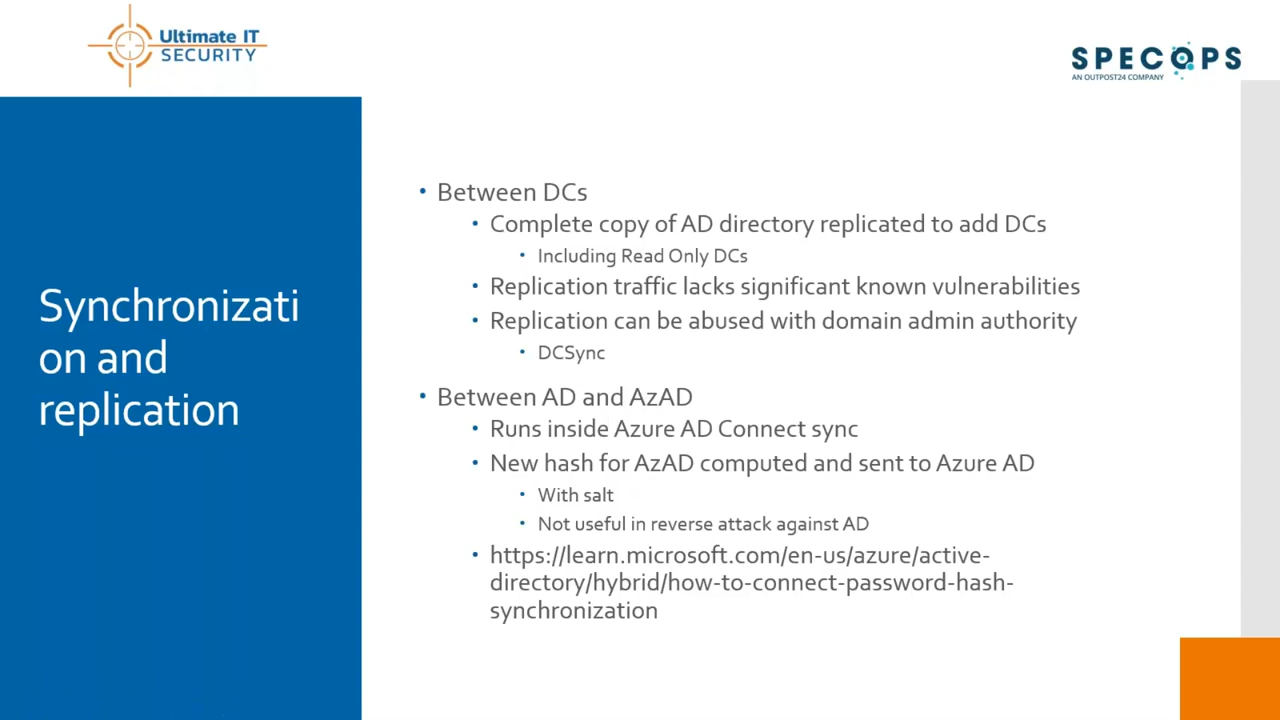 Ultimate IT
SECURITY
SPECOPS
AN OUTPOST24 COMPANY
Synchronizati
on and
replication
• Between DCs
• Complete copy of AD directory replicated to add DCs
• Including Read Only DCs
• Replication traffic lacks significant known vulnerabilities
• Replication can be abused with domain admin authority
• DCSync
• Between AD and AzAD
• Runs inside Azure AD Connect sync
• New hash for AzAD computed and sent to Azure AD
• With salt
• Not useful in reverse attack against AD
• https://learn.microsoft.com/en-us/azure/active-
directory/hybrid/how-to-connect-password-hash-
synchronization